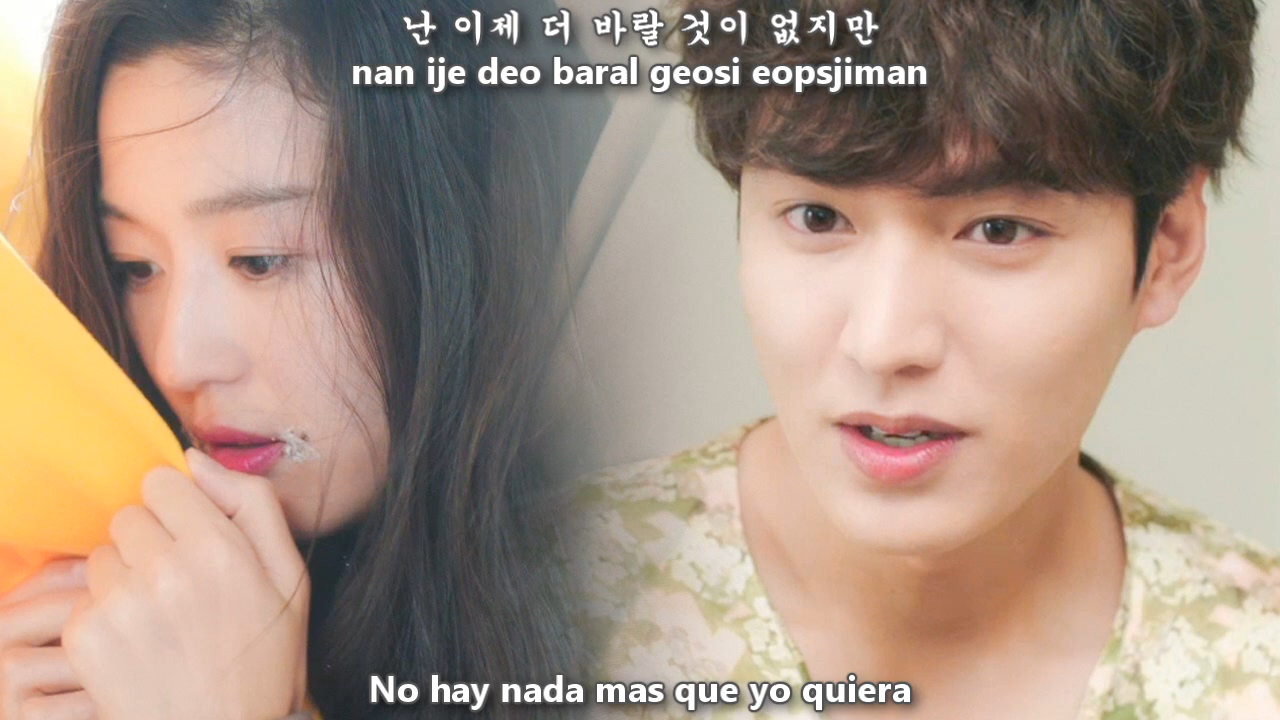 난 이제 더 바랄 것이 없지만
nan ije deo baral geosi eopsjiman
No hay nada mas que yo quiera